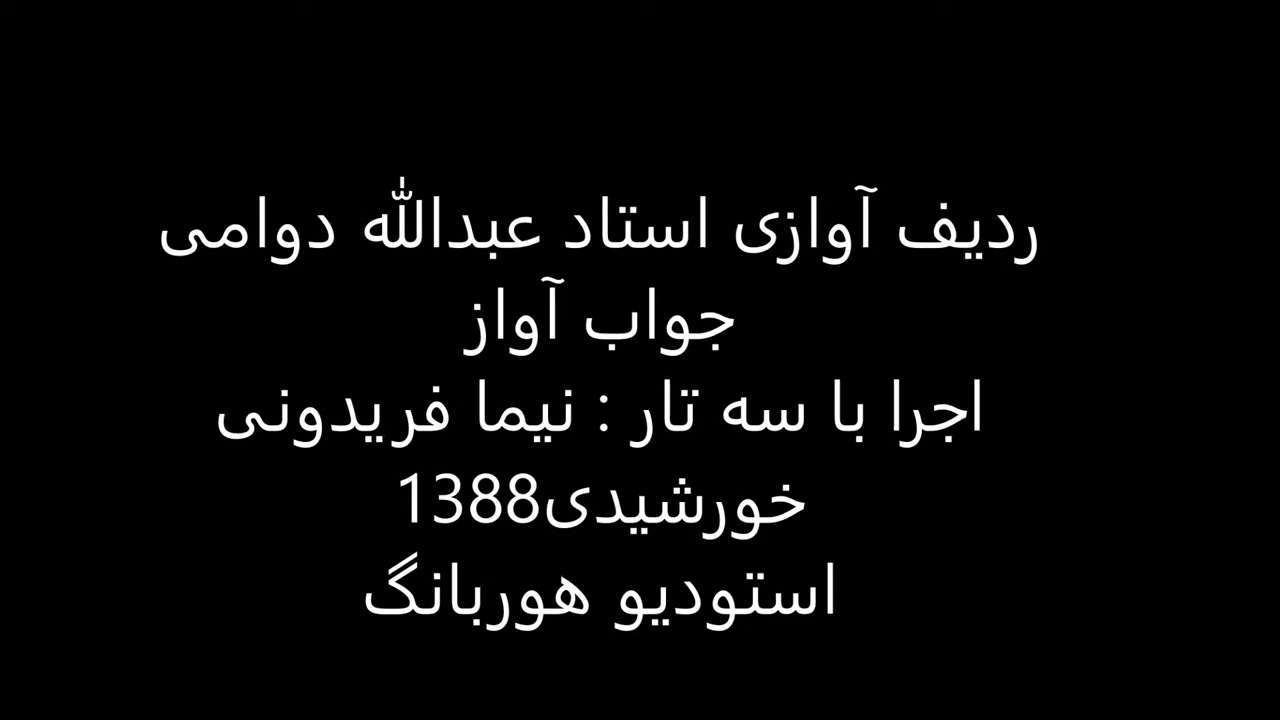 ردیف آوازی استاد عبدالله دوامی
جواب آواز
اجرا با سه تار : نیما فریدونی
خورشیدی1388
استودیو هوربانگ